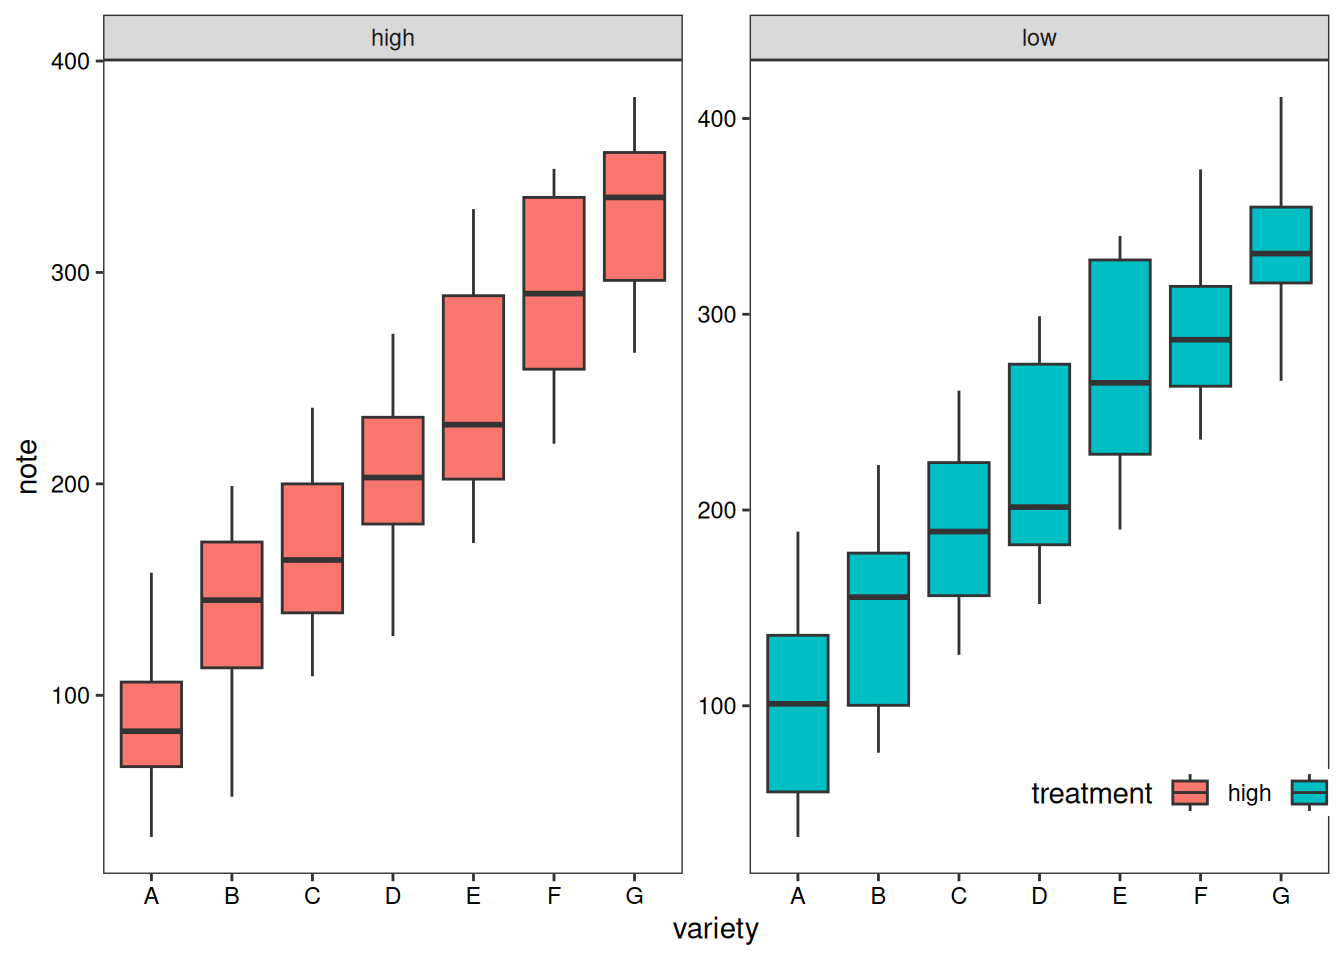 high
low
400
300
200
100
400
300
200
100
note
treatment high
A B C D E F G
A B C D E F G
variety